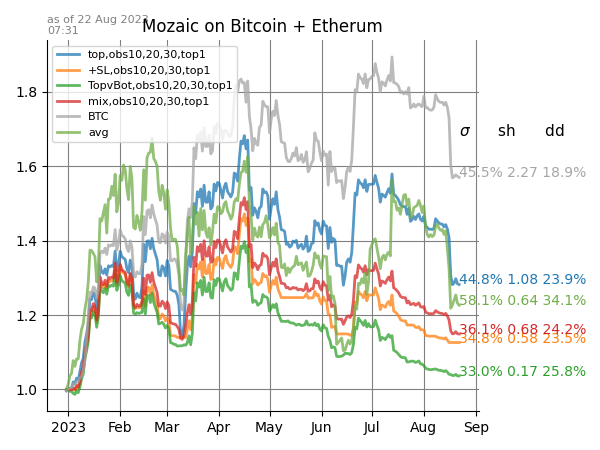 as of 22 Aug 2023
07:31
Mozaic on Bitcoin + Etherum
top,obs10,20,30,top1
+SL,obs10,20,30,top1
TopvBot,obs10,20,30,top1
mix,obs10,20,30,top1
BTC
avg
σ sh dd
45.5% 2.27 18.9%
44.8% 1.08 23.9%
58.1% 0.64 34.1%
36.1% 0.68 24.2%
34.8% 0.58 23.5%
33.0% 0.17 25.8%
1.8
1.6
1.4
1.2
1.0
2023 Feb Mar Apr May Jun Jul Aug Sep